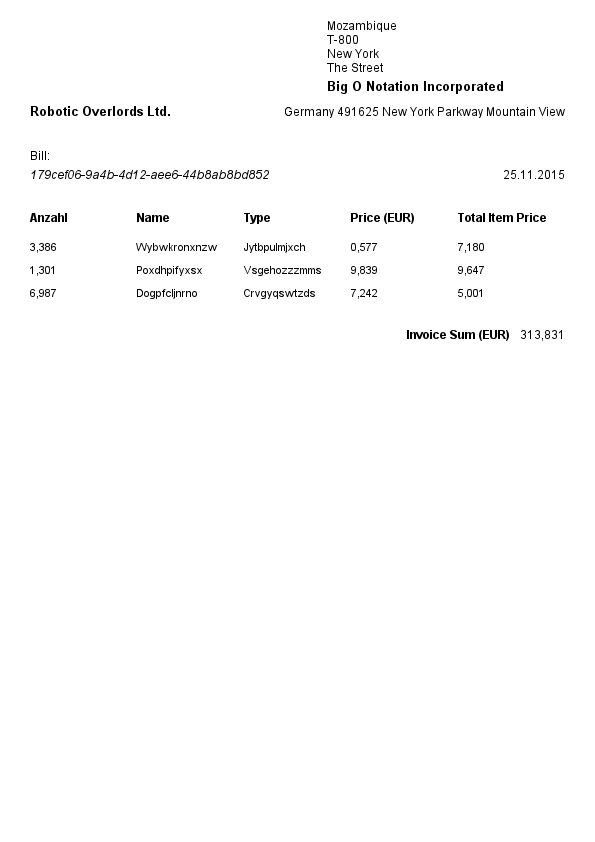 Mozambique
T-800
New York
The Street
Big O Notation Incorporated
Robotic Overlords Ltd. Germany 491625 New York Parkway Mountain View
Bill:
179cef06-9a4b-4d12-aee6-44b8ab8bd852 25.11.2015
Anzahl Name Type Price (EUR) Total Item Price
3,386 Wybwkronxnzw Jytbpulmjxch 0,577 7,180
1,301 Poxdhpifyxsx Vsgehozzzmms 9,839 9,647
6,987 Dogpfcljnrno Crvgyqswtzds 7,242 5,001
Invoice Sum (EUR) 313,831